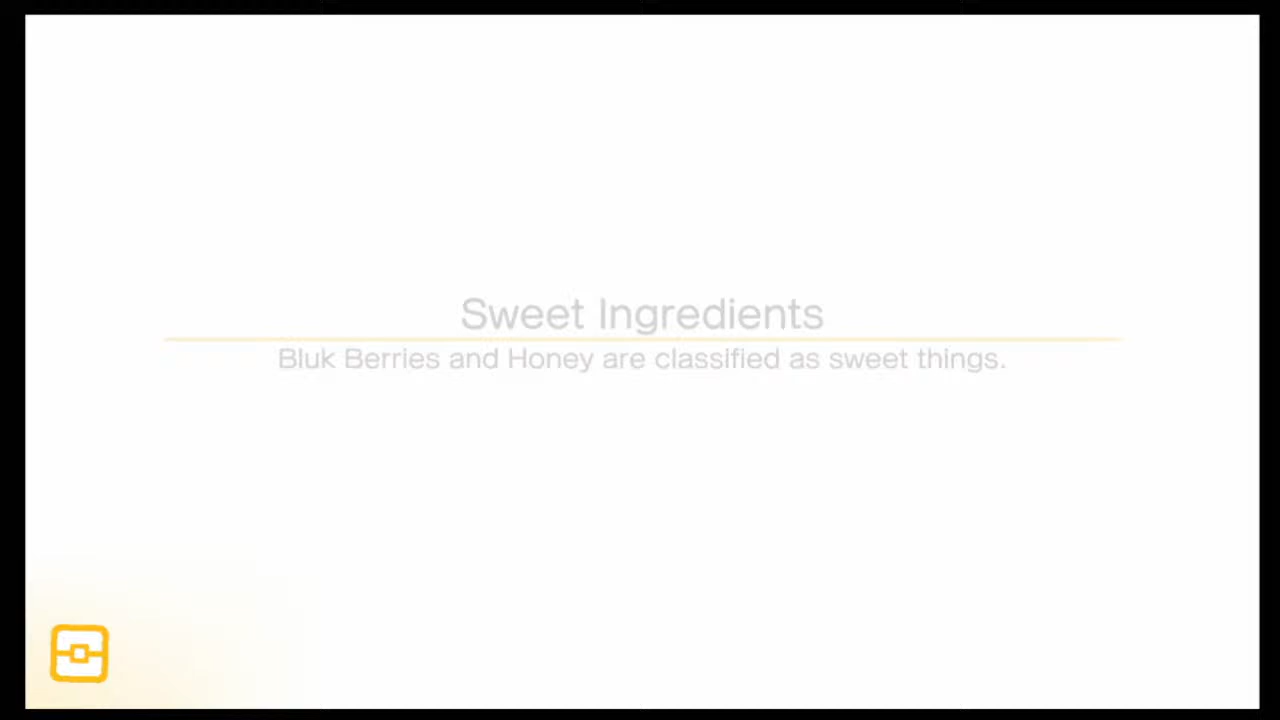 Sweet Ingredients
Bluk Berries and Honey are classified as sweet things.